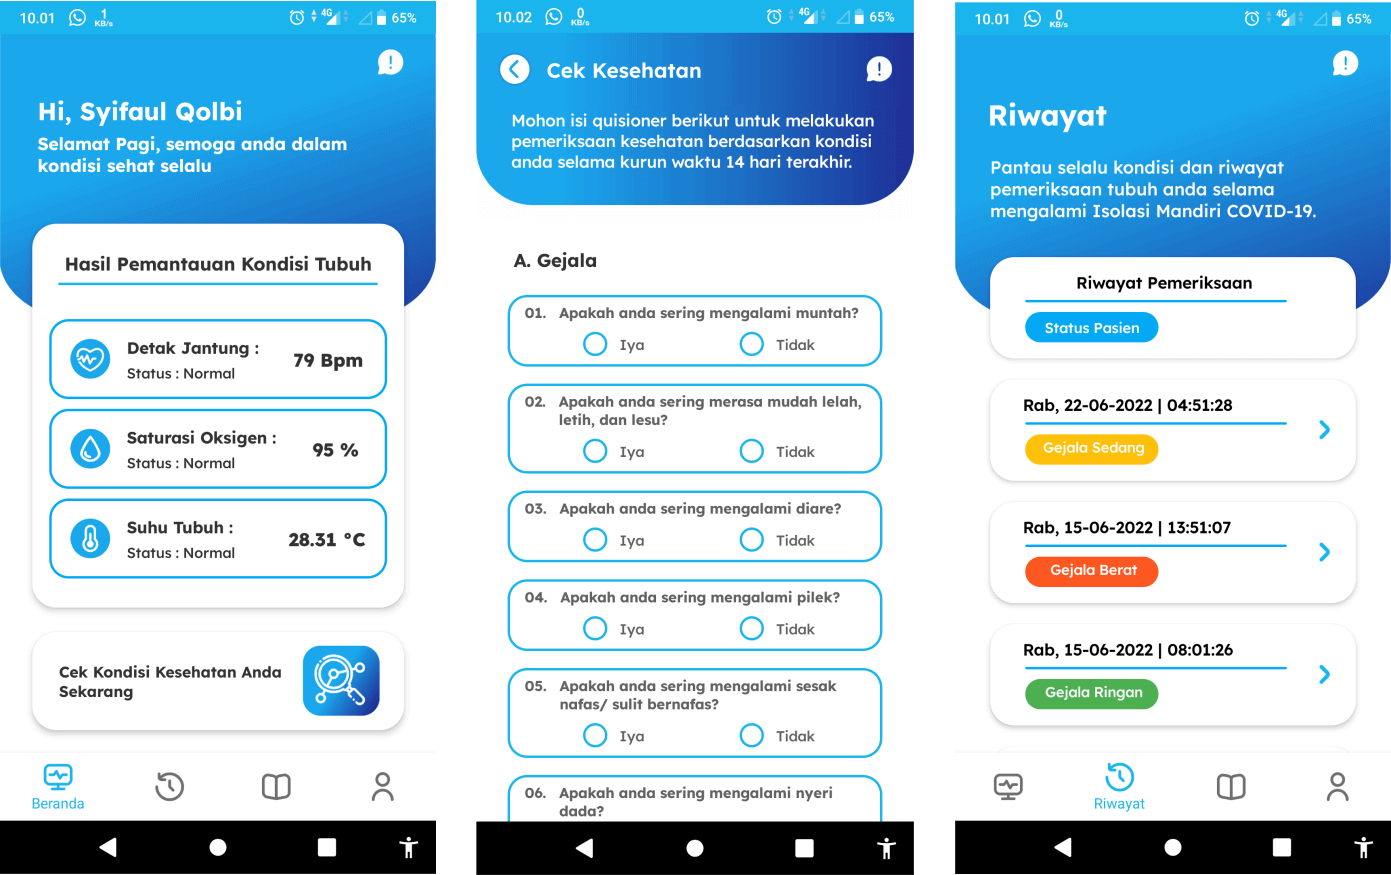 10.01 1 KB/s 4G 65%
Hi, Syifaul Qolbi
Selamat Pagi, semoga anda dalam
kondisi sehat selalu
Hasil Pemantauan Kondisi Tubuh
Detak Jantung :
Status : Normal
79 Bpm
Saturasi Oksigen :
Status : Normal
95 %
Suhu Tubuh :
Status : Normal
28.31 °C
Cek Kondisi Kesehatan Anda
Sekarang
Beranda
10.02 0 KB/s 4G 65%
Cek Kesehatan
Mohon isi quisioner berikut untuk melakukan
pemeriksaan kesehatan berdasarkan kondisi
anda selama kurun waktu 14 hari terakhir.
A. Gejala
01. Apakah anda sering mengalami muntah?
Iya Tidak
02. Apakah anda sering merasa mudah lelah,
letih, dan lesu?
Iya Tidak
03. Apakah anda sering mengalami diare?
Iya Tidak
04. Apakah anda sering mengalami pilek?
Iya Tidak
05. Apakah anda sering mengalami sesak
nafas/ sulit bernafas?
Iya Tidak
06. Apakah anda sering mengalami nyeri
dada?
10.01 0 KB/s 4G 65%
Riwayat
Pantau selalu kondisi dan riwayat
pemeriksaan tubuh anda selama
mengalami Isolasi Mandiri COVID-19.
Riwayat Pemeriksaan
Status Pasien
Rab, 22-06-2022 | 04:51:28
Gejala Sedang
Rab, 15-06-2022 | 13:51:07
Gejala Berat
Rab, 15-06-2022 | 08:01:26
Gejala Ringan
Riwayat